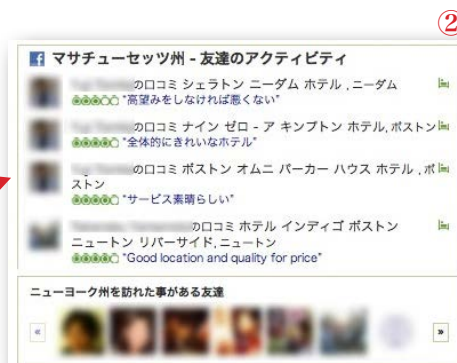 ②
マサチューセッツ州 - 友達のアクティビティ
の口コミ シェラトン ニーダム ホテル , ニーダム
"高望みをしなければ悪くない"
の口コミ ナイン ゼロ - ア キンプトン ホテル, ボストン
"全体的にきれいなホテル"
の口コミ ボストン オムニ パーカー ハウス ホテル , ボ
ストン
"サービス素晴らしい"
の口コミ ホテル インディゴ ボストン
ニュートン リバーサイド, ニュートン
"Good location and quality for price"
ニューヨーク州を訪れた事がある友達
« »